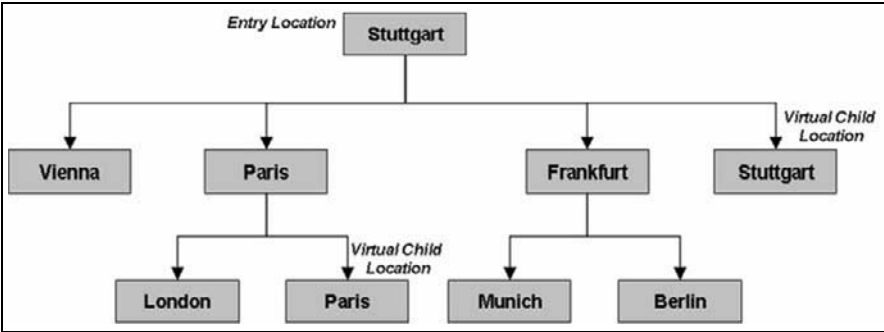 Entry Location
Stuttgart
Virtual Child
Location
Vienna
Paris
Frankfurt
Stuttgart
Virtual Child
Location
London
Paris
Munich
Berlin